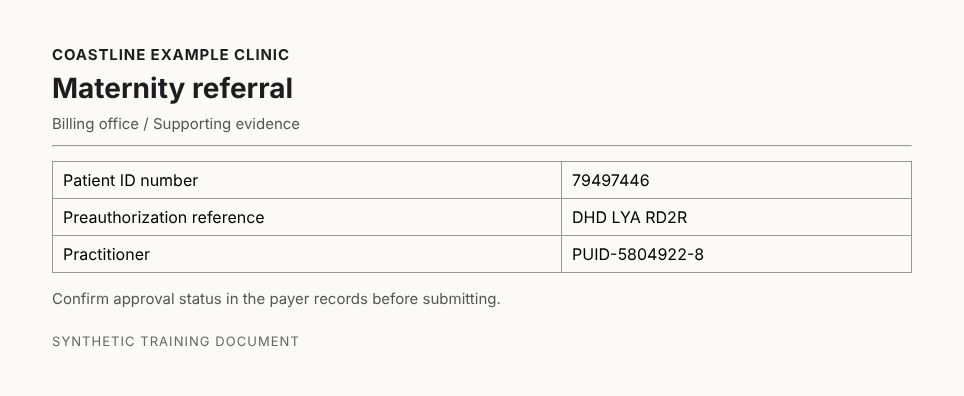 COASTLINE EXAMPLE CLINIC
Maternity referral
Billing office / Supporting evidence
Patient ID number 79497446
Preauthorization reference DHD LYA RD2R
Practitioner PUID-5804922-8
Confirm approval status in the payer records before submitting.
SYNTHETIC TRAINING DOCUMENT